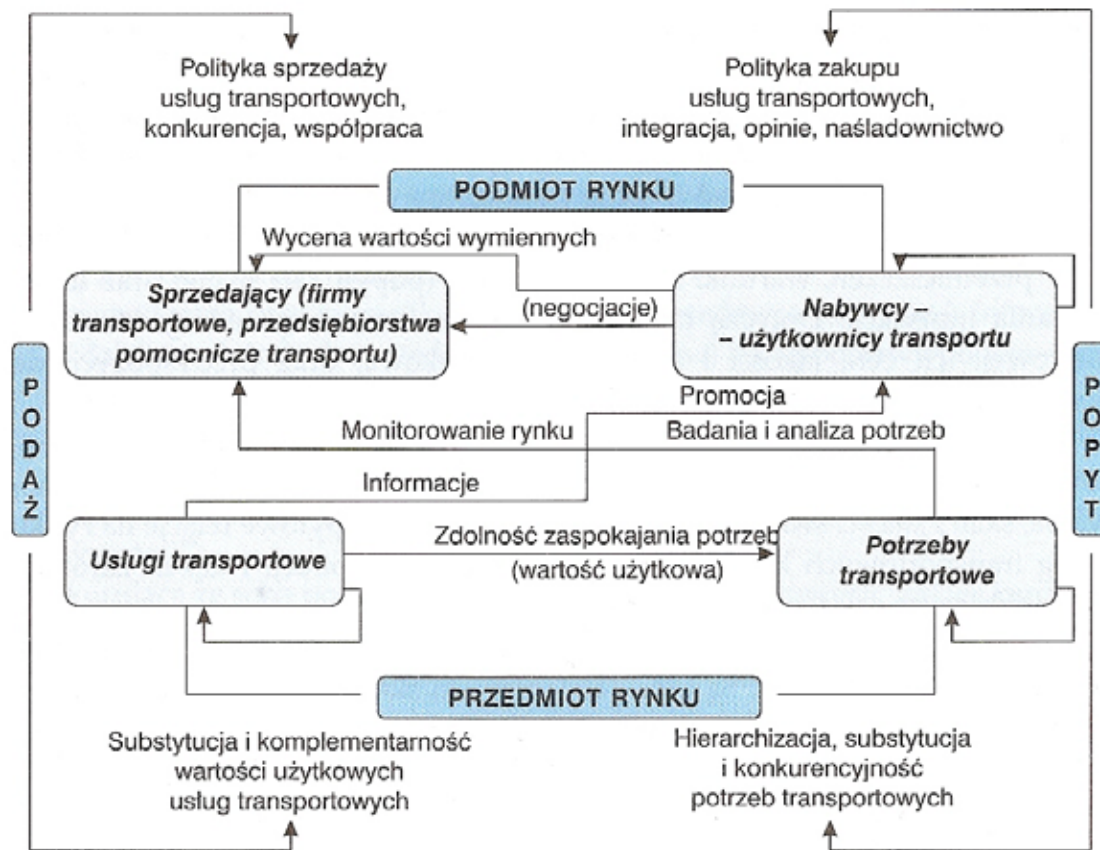 Polityka sprzedaży
usług transportowych,
konkurencja, współpraca
Polityka zakupu
usług transportowych,
integracja, opinie, naśladownictwo
PODMIOT RYNKU
Wycena wartości wymiennych
Sprzedający (firmy
transportowe, przedsiębiorstwa
pomocnicze transportu)
(negocjacje)
Nabywcy –
– użytkownicy transportu
PODAŻ
POPYT
Promocja
Monitorowanie rynku
Badania i analiza potrzeb
Informacje
Usługi transportowe
Zdolność zaspokajania potrzeb
(wartość użytkowa)
Potrzeby
transportowe
PRZEDMIOT RYNKU
Substytucja i komplementarność
wartości użytkowych
usług transportowych
Hierarchizacja, substytucja
i konkurencyjność
potrzeb transportowych